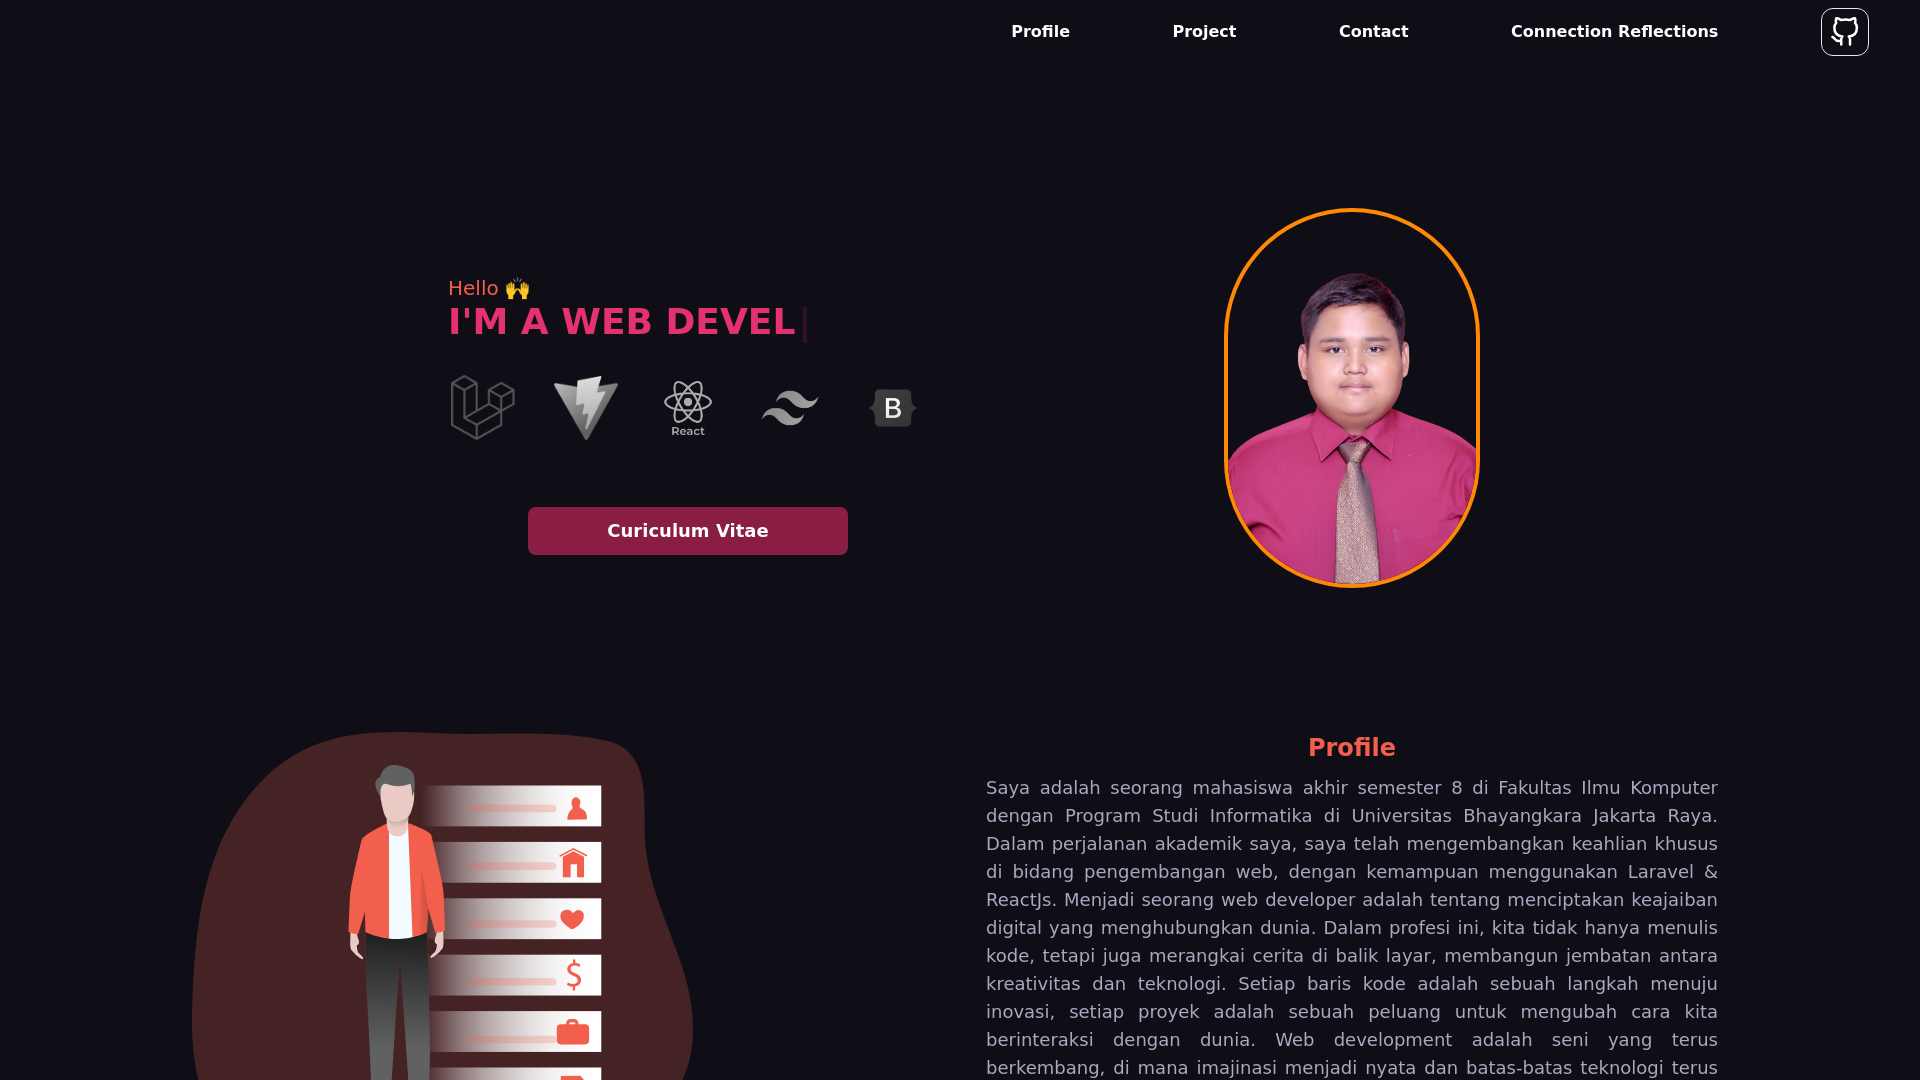 Profile
Project
Contact
Connection Reflections
Hello 🙌
I'M A WEB DEVEL
React
B
Curiculum Vitae
Profile
Saya adalah seorang mahasiswa akhir semester 8 di Fakultas Ilmu Komputer
dengan Program Studi Informatika di Universitas Bhayangkara Jakarta Raya.
Dalam perjalanan akademik saya, saya telah mengembangkan keahlian khusus
di bidang pengembangan web, dengan kemampuan menggunakan Laravel &
ReactJs. Menjadi seorang web developer adalah tentang menciptakan keajaiban
digital yang menghubungkan dunia. Dalam profesi ini, kita tidak hanya menulis
kode, tetapi juga merangkai cerita di balik layar, membangun jembatan antara
kreativitas dan teknologi. Setiap baris kode adalah sebuah langkah menuju
inovasi, setiap proyek adalah sebuah peluang untuk mengubah cara kita
berinteraksi dengan dunia. Web development adalah seni yang terus
berkembang, di mana imajinasi menjadi nyata dan batas-batas teknologi terus